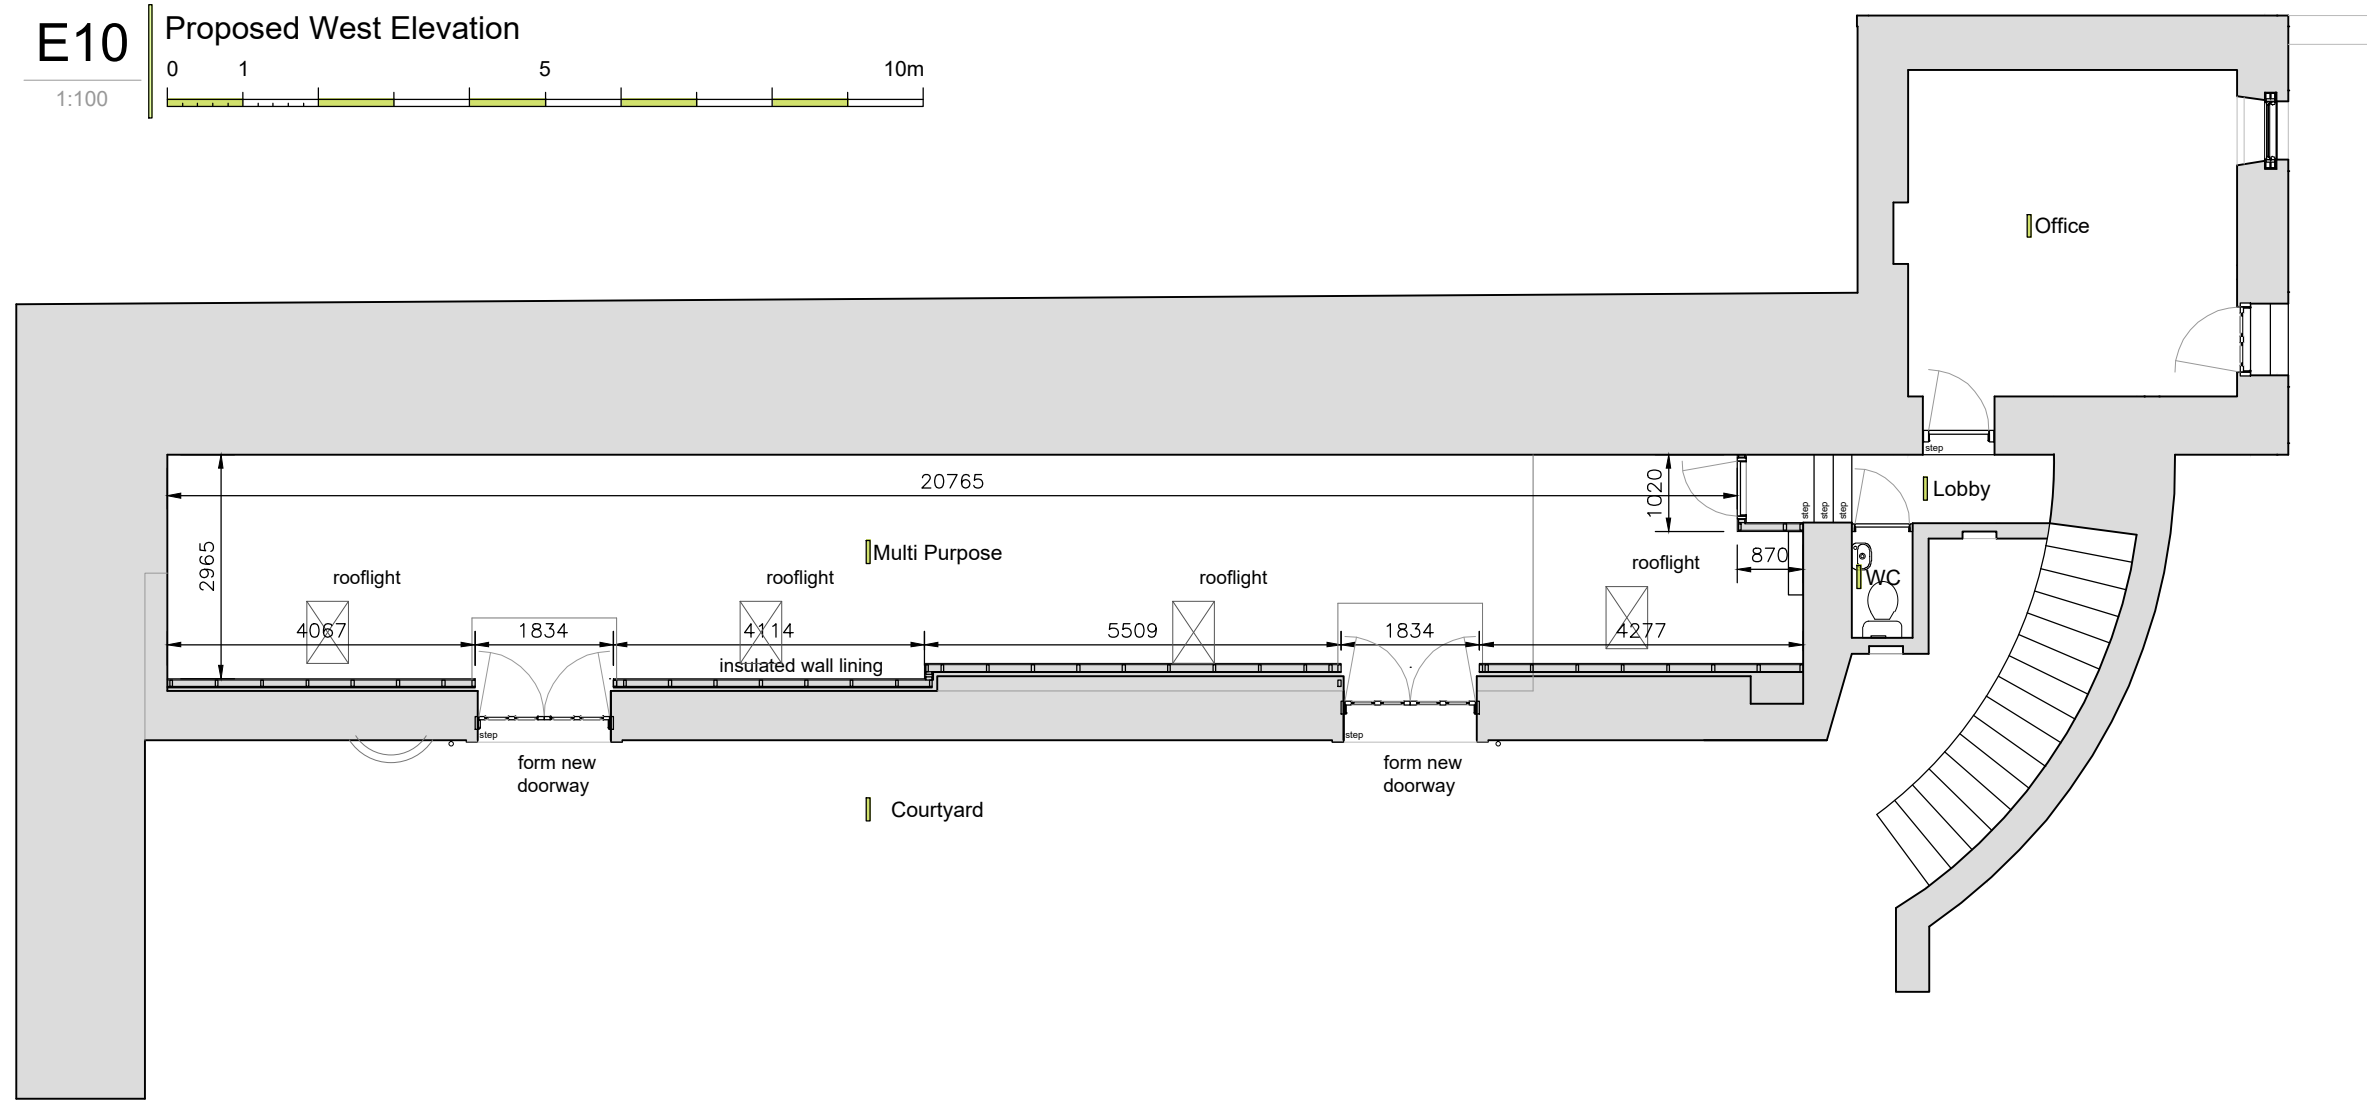 E10
Proposed West Elevation
0 1 5 10m
1:100
Office
step
20765
1020
Lobby
step
step
step
2965
Multi Purpose
870
rooflight
rooflight
rooflight
rooflight
WC
4067
1834
4114
5509
1834
4277
insulated wall lining
step
step
form new
doorway
form new
doorway
Courtyard